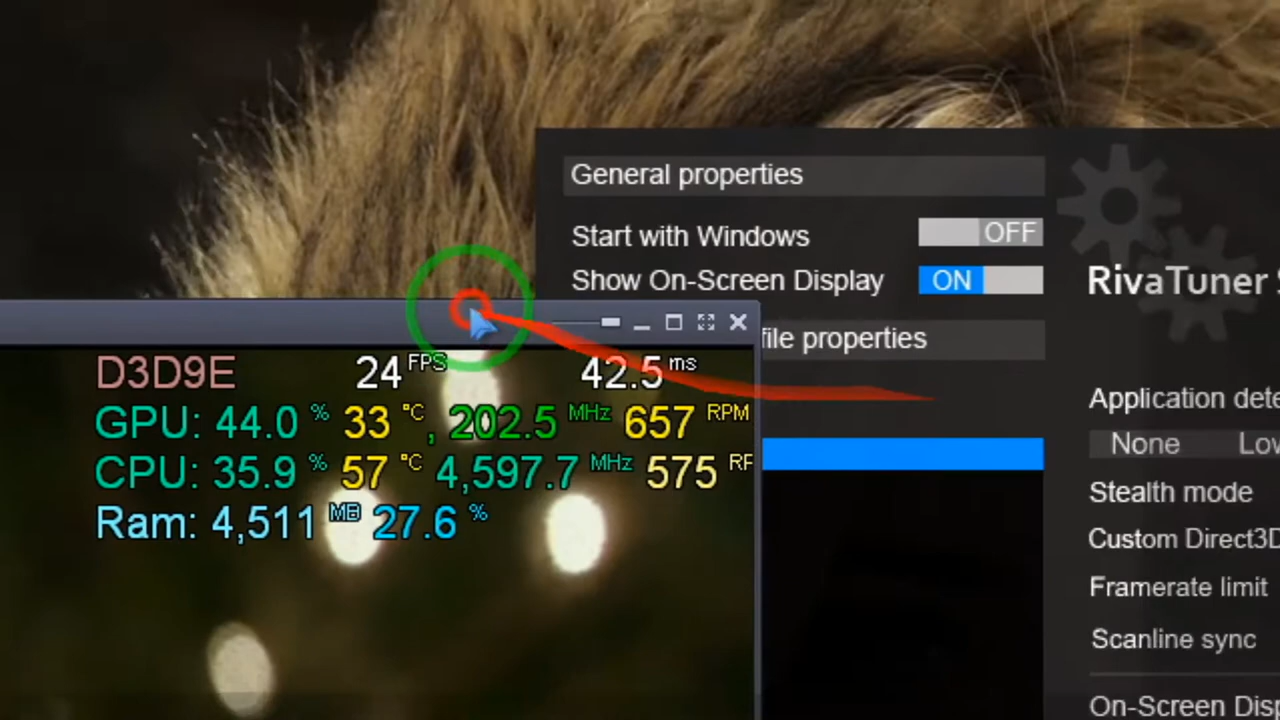 General properties
Start with Windows OFF
Show On-Screen Display ON
RivaTuner
file properties
D3D9E 24 FPS 42.5 ms
GPU: 44.0 % 33 °C, 202.5 MHz 657 RPM
CPU: 35.9 % 57 °C 4,597.7 MHz 575 RP
Ram: 4,511 MB 27.6 %
Application dete
None Low
Stealth mode
Custom Direct3D
Framerate limit
Scanline sync
On-Screen Disp